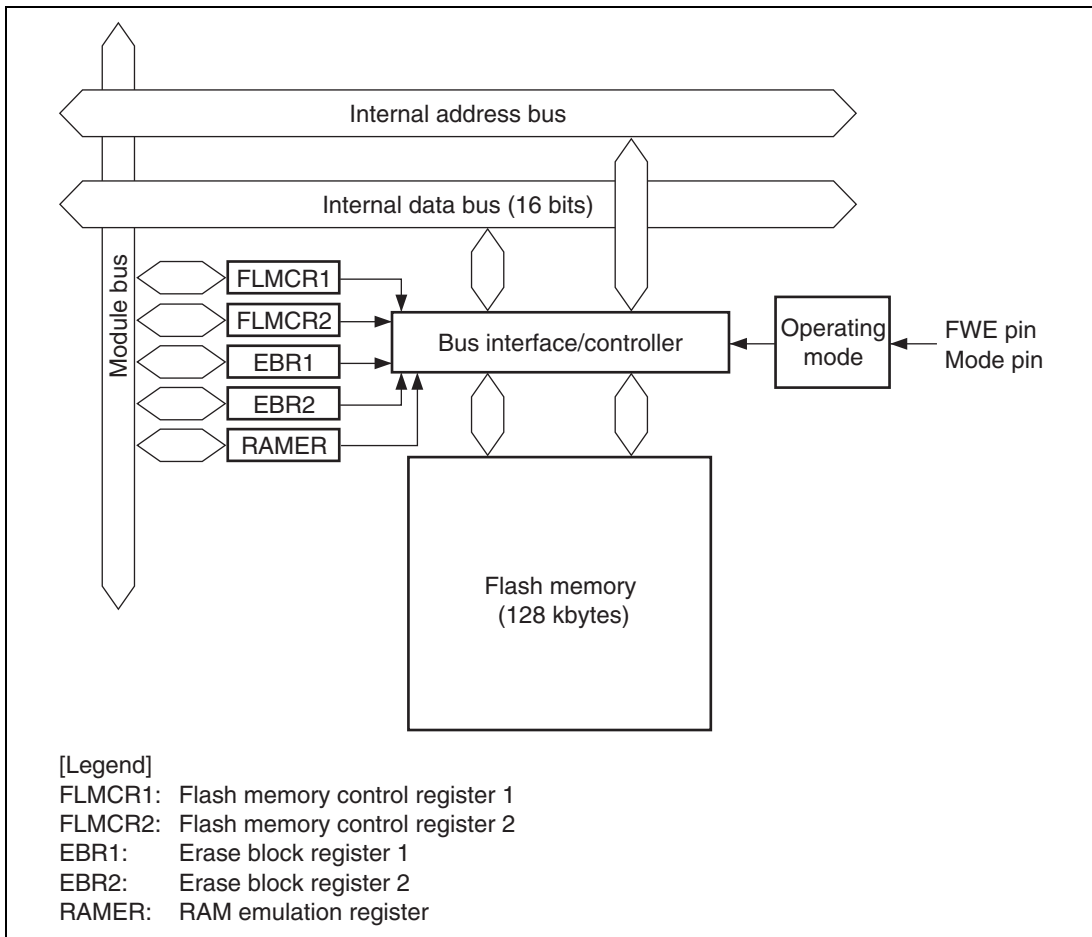 Internal address bus
Internal data bus (16 bits)
Module bus
FLMCR1
FLMCR2
EBR1
EBR2
RAMER
Bus interface/controller
Operating
mode
FWE pin
Mode pin
Flash memory
(128 kbytes)
[Legend]
FLMCR1: Flash memory control register 1
FLMCR2: Flash memory control register 2
EBR1: Erase block register 1
EBR2: Erase block register 2
RAMER: RAM emulation register